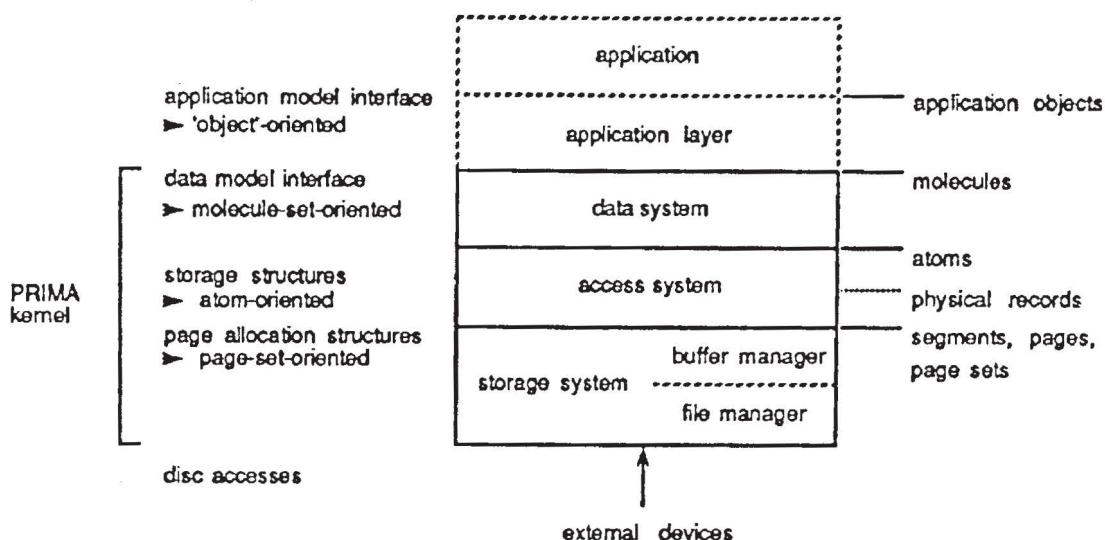 application
application model interface
➤ 'object'-oriented
application objects
application layer
data model interface
➤ molecule-set-oriented
molecules
data system
atoms
PRIMA
kernel
storage structures
➤ atom-oriented
access system
physical records
page allocation structures
➤ page-set-oriented
segments, pages,
page sets
buffer manager
storage system
file manager
disc accesses
external devices